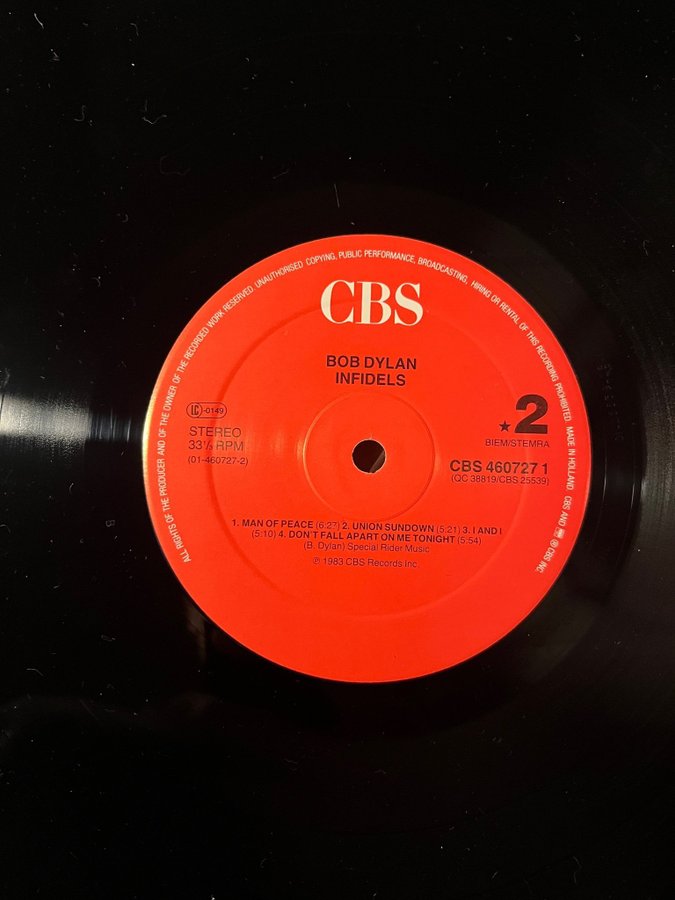 ALL RIGHTS OF THE PRODUCER AND OF THE OWNER OF THE RECORDED WORK RESERVED. UNAUTHORISED COPYING, PUBLIC PERFORMANCE, BROADCASTING, HIRING OR RENTAL OF THIS RECORDING PROHIBITED. MADE IN HOLLAND. CBS AND ℗ CBS INC.
CBS
BOB DYLAN
INFIDELS
LC-0149
STEREO
33⅓ RPM
(01-460727-2)
★2
BIEM/STEMRA
CBS 460727 1
(QC 38819/CBS 25539)
1. MAN OF PEACE (6:27) 2. UNION SUNDOWN (5:21) 3. I AND I
(5:10) 4. DON'T FALL APART ON ME TONIGHT (5:54)
(B. Dylan) Special Rider Music
℗ 1983 CBS Records Inc.